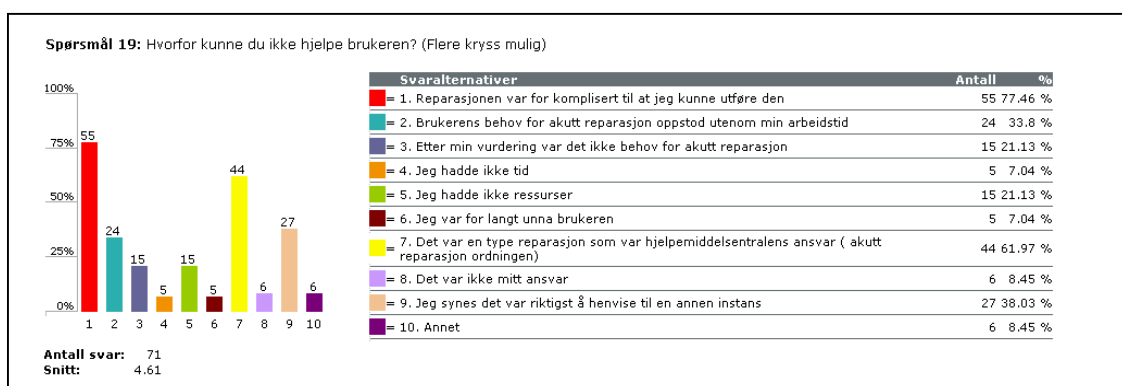 Spørsmål 19: Hvorfor kunne du ikke hjelpe brukeren? (Flere kryss mulig)
100%
75%
50%
25%
0%
55
24
15
5
15
5
44
6
27
6
1 2 3 4 5 6 7 8 9 10
Antall svar: 71
Snitt: 4.61
Svaralternativer Antall %
= 1. Reparasjonen var for komplisert til at jeg kunne utføre den 55 77.46 %
= 2. Brukerens behov for akutt reparasjon oppstod utenom min arbeidstid 24 33.8 %
= 3. Etter min vurdering var det ikke behov for akutt reparasjon 15 21.13 %
= 4. Jeg hadde ikke tid 5 7.04 %
= 5. Jeg hadde ikke ressurser 15 21.13 %
= 6. Jeg var for langt unna brukeren 5 7.04 %
= 7. Det var en type reparasjon som var hjelpemiddelsentralens ansvar ( akutt
reparasjon ordningen) 44 61.97 %
= 8. Det var ikke mitt ansvar 6 8.45 %
= 9. Jeg synes det var riktigst å henvise til en annen instans 27 38.03 %
= 10. Annet 6 8.45 %